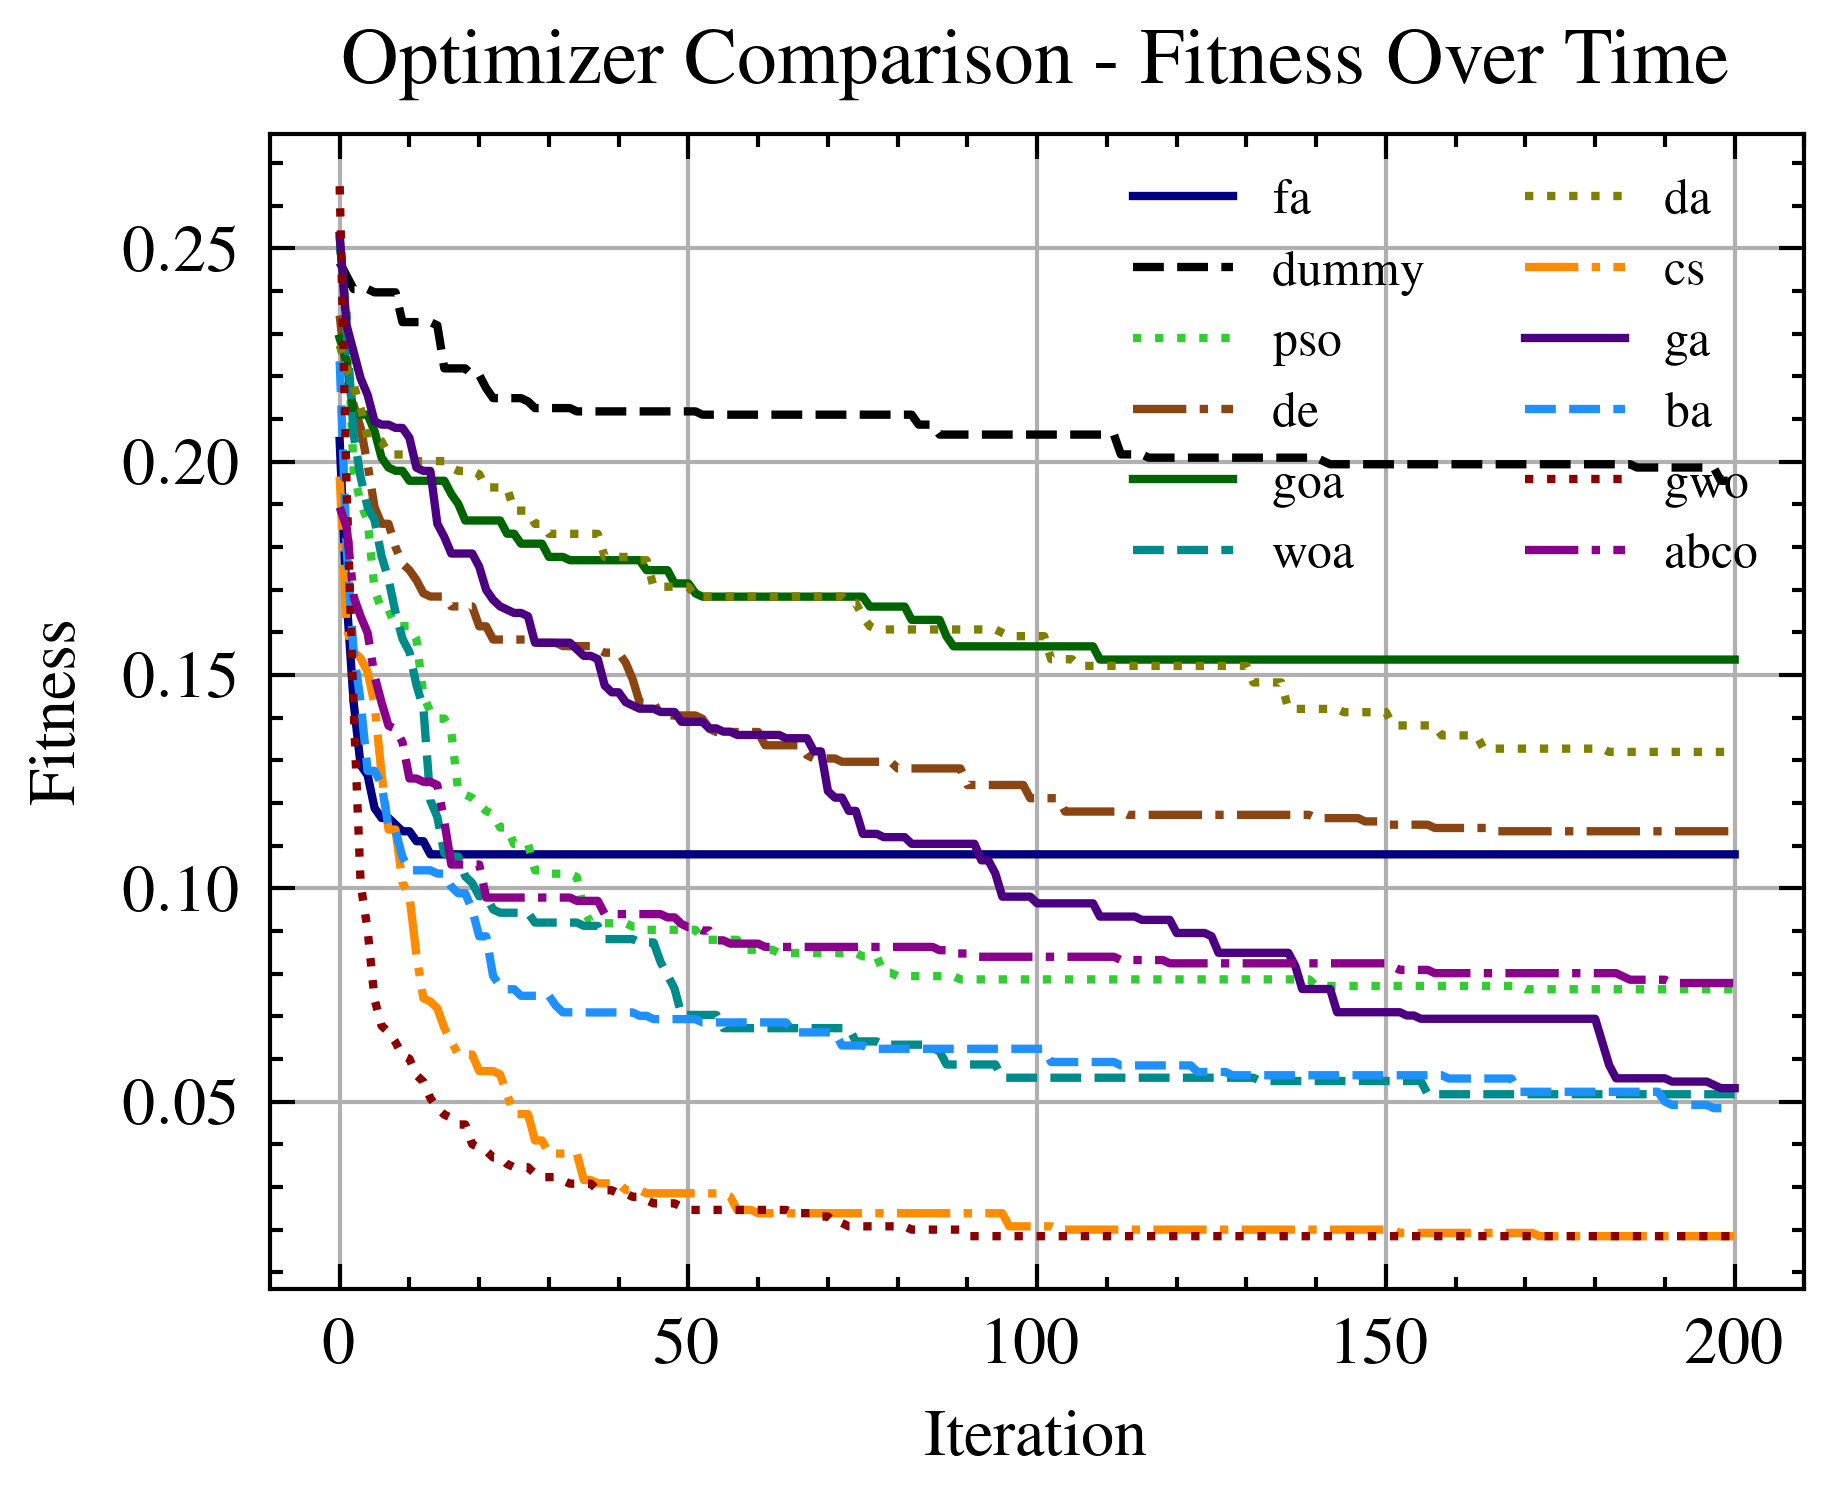 Optimizer Comparison - Fitness Over Time
fa
dummy
pso
de
goa
woa
da
cs
ga
ba
gwo
abco
0.25
0.20
0.15
0.10
0.05
Fitness
0 50 100 150 200
Iteration